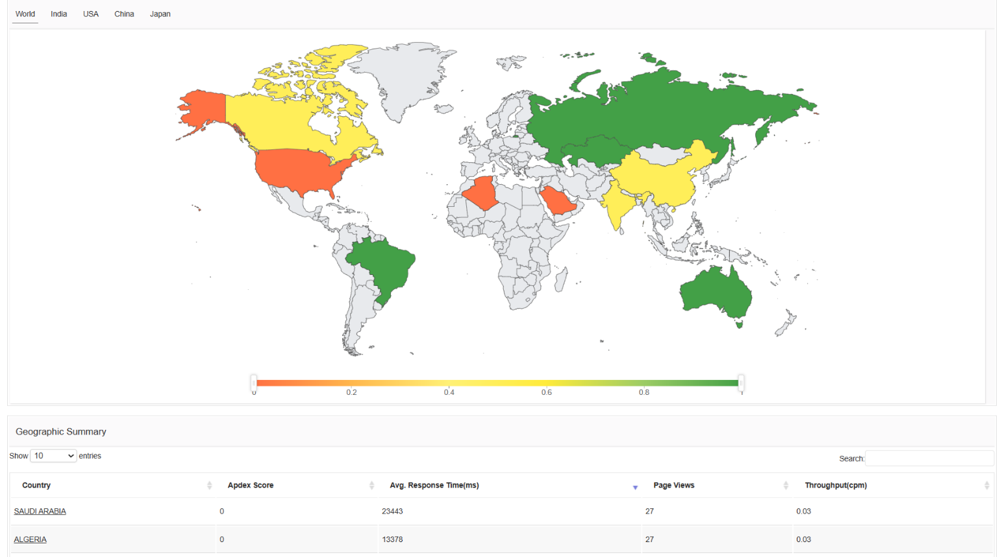 World India USA China Japan
0 0.2 0.4 0.6 0.8 1
Geographic Summary
Show 10 entries Search:
Country Apdex Score Avg. Response Time(ms) Page Views Throughput(cpm)
SAUDI ARABIA 0 23443 27 0.03
ALGERIA 0 13378 27 0.03